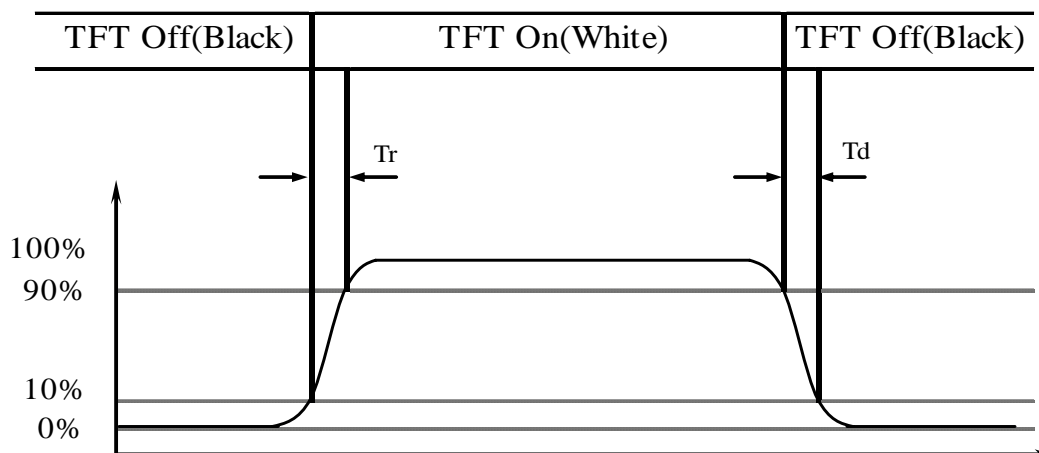 TFT Off(Black) TFT On(White) TFT Off(Black)
Tr Td
100%
90%
10%
0%